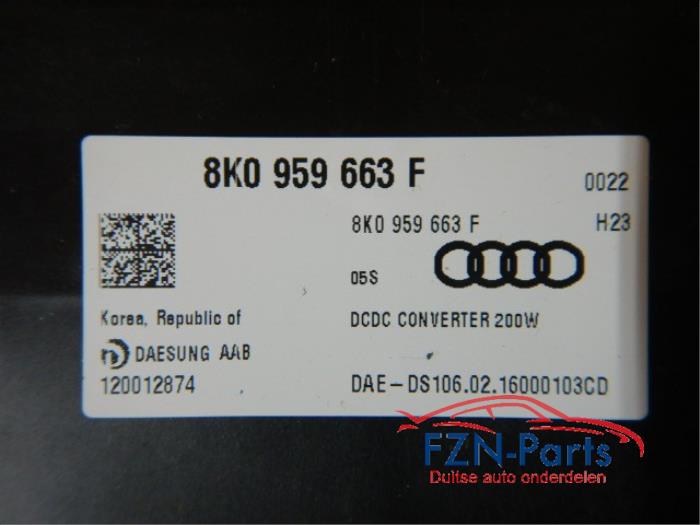 8K0 959 663 F
0022
8K0 959 663 F
H23
05S
Korea, Republic of
DCDC CONVERTER 200W
DAESUNG AAB
120012874
DAE-DS106.02.16000103CD
FZN-Parts
Duitse auto onderdelen